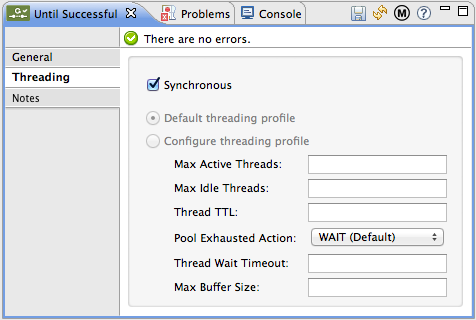 Until Successful Problems Console
There are no errors.
General
Threading
Notes
Synchronous
Default threading profile
Configure threading profile
Max Active Threads:
Max Idle Threads:
Thread TTL:
Pool Exhausted Action: WAIT (Default)
Thread Wait Timeout:
Max Buffer Size: